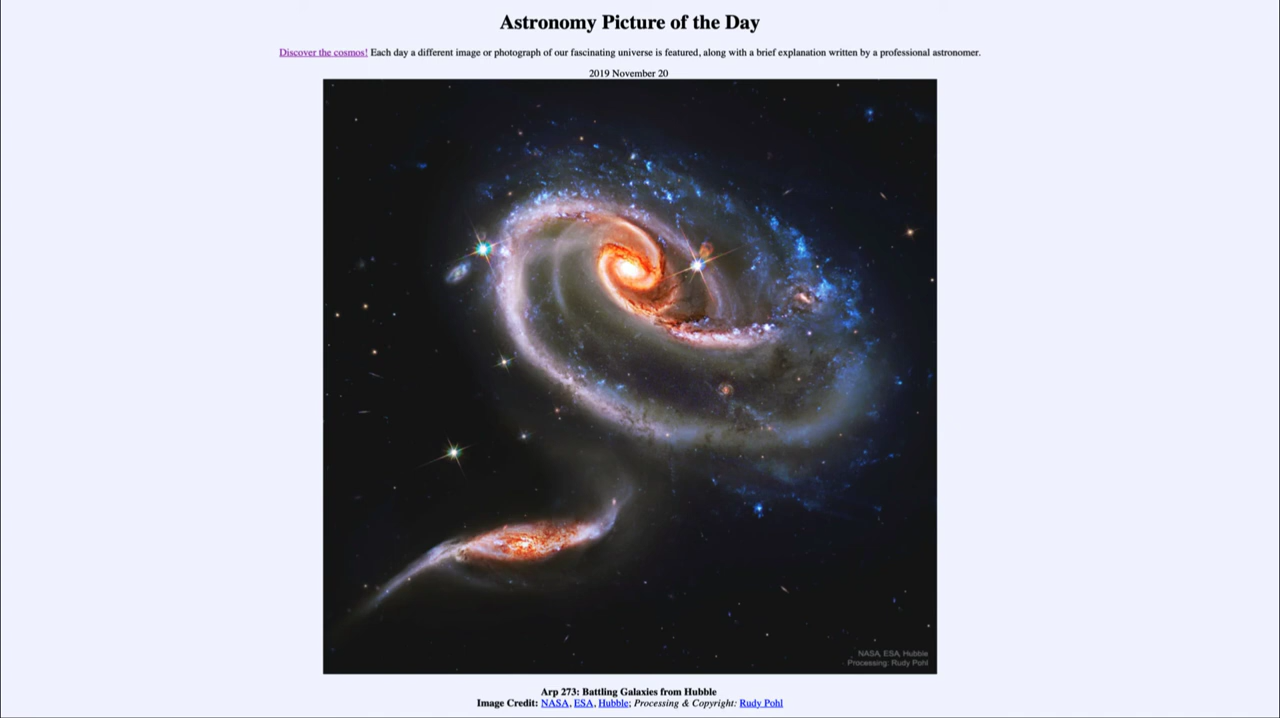 Astronomy Picture of the Day
Discover the cosmos! Each day a different image or photograph of our fascinating universe is featured, along with a brief explanation written by a professional astronomer.
2019 November 20
NASA, ESA, Hubble
Processing: Rudy Pohl
Arp 273: Battling Galaxies from Hubble
Image Credit: NASA, ESA, Hubble; Processing & Copyright: Rudy Pohl